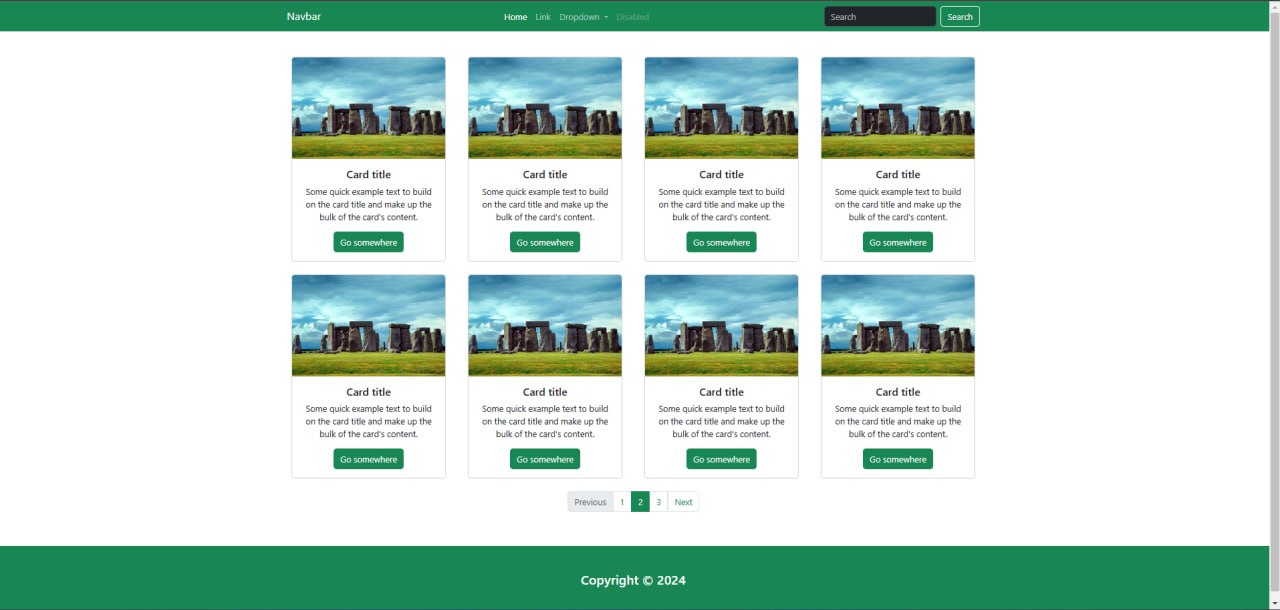 Navbar Home Link Dropdown Disabled Search Search
Card title Card title Card title Card title
Some quick example text to build on the card title and make up the bulk of the card's content.
Some quick example text to build on the card title and make up the bulk of the card's content.
Some quick example text to build on the card title and make up the bulk of the card's content.
Some quick example text to build on the card title and make up the bulk of the card's content.
Go somewhere Go somewhere Go somewhere Go somewhere
Card title Card title Card title Card title
Some quick example text to build on the card title and make up the bulk of the card's content.
Some quick example text to build on the card title and make up the bulk of the card's content.
Some quick example text to build on the card title and make up the bulk of the card's content.
Some quick example text to build on the card title and make up the bulk of the card's content.
Go somewhere Go somewhere Go somewhere Go somewhere
Previous 1 2 3 Next
Copyright © 2024